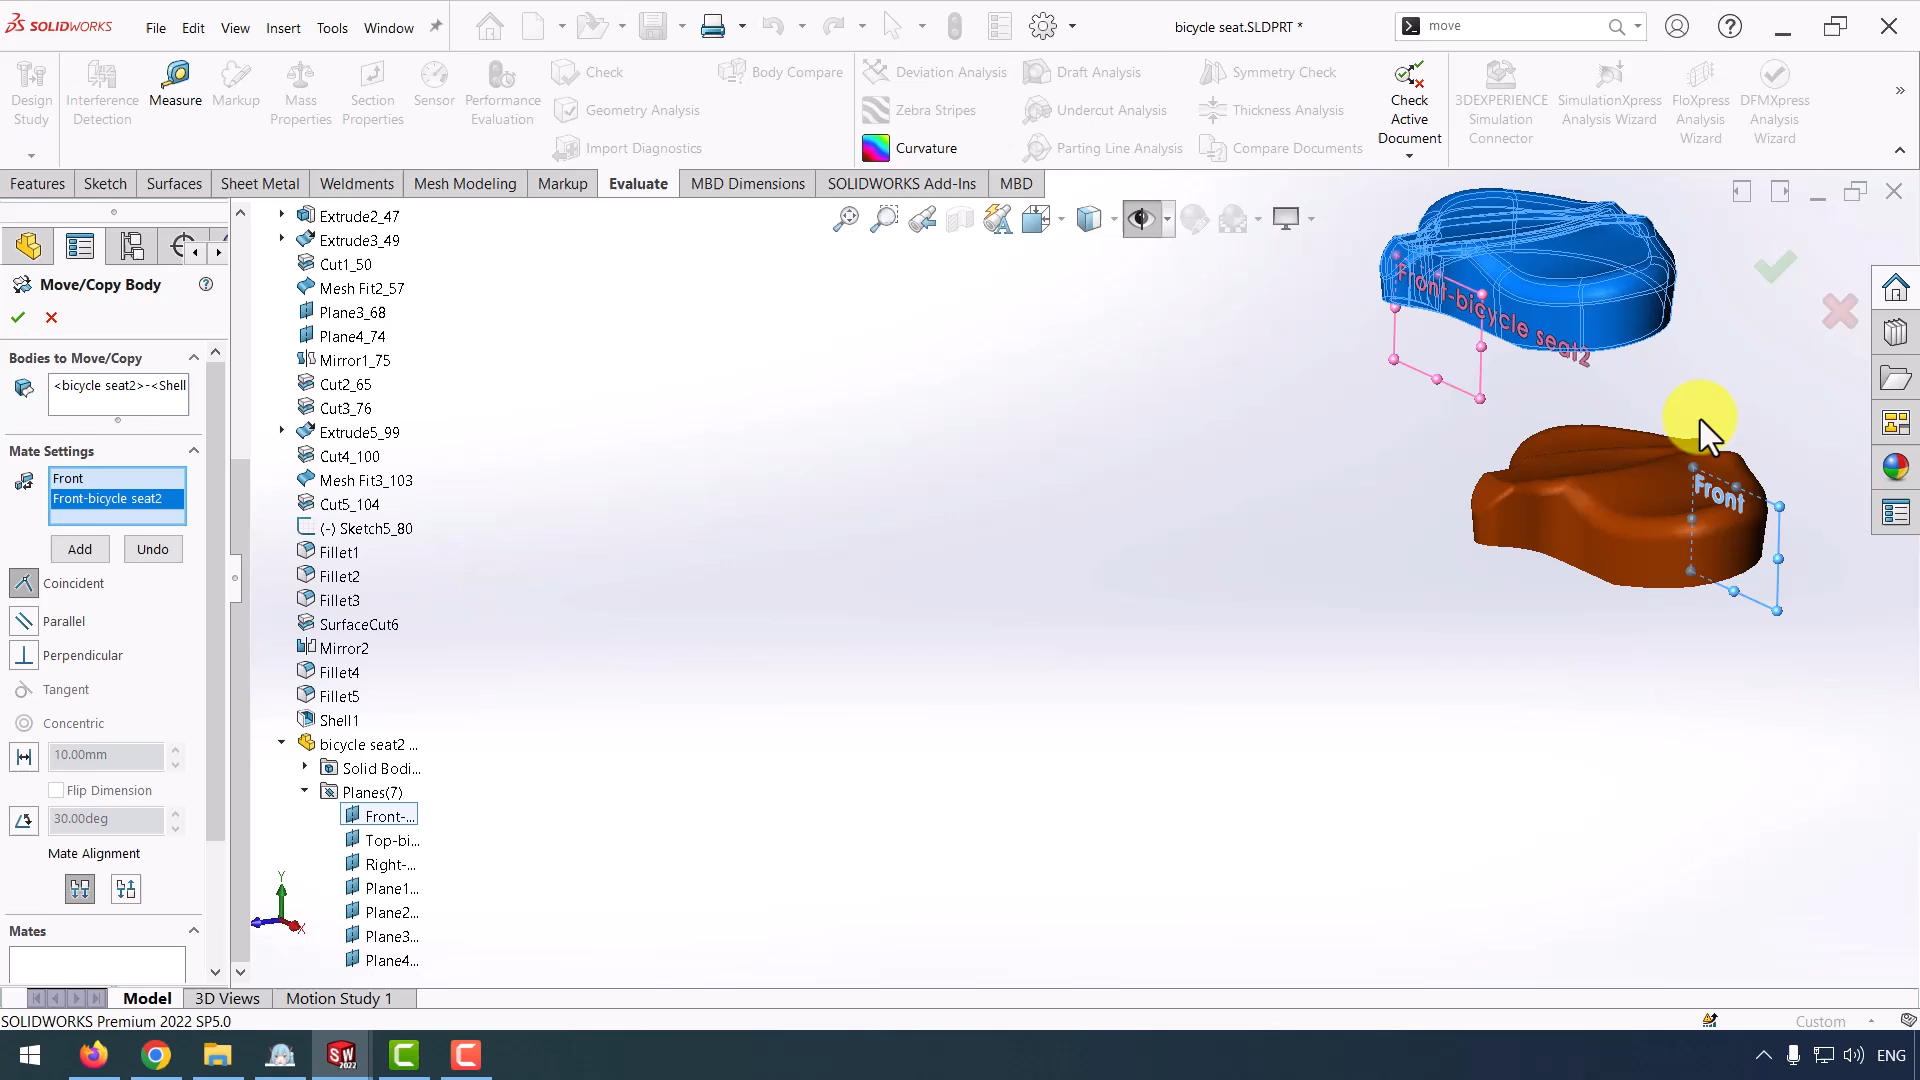 SOLIDWORKS
File Edit View Insert Tools Window
bicycle seat.SLDPRT *
move
Design Study
Interference Detection
Measure
Markup
Mass Properties
Section Properties
Sensor
Performance Evaluation
Check
Geometry Analysis
Import Diagnostics
Body Compare
Deviation Analysis
Zebra Stripes
Curvature
Draft Analysis
Undercut Analysis
Parting Line Analysis
Symmetry Check
Thickness Analysis
Compare Documents
Check Active Document
3DEXPERIENCE Simulation Connector
SimulationXpress Analysis Wizard
FloXpress Analysis Wizard
DFMXpress Analysis Wizard
Features Sketch Surfaces Sheet Metal Weldments Mesh Modeling Markup Evaluate MBD Dimensions SOLIDWORKS Add-Ins MBD
Move/Copy Body
Bodies to Move/Copy
<bicycle seat2>-<Shell
Mate Settings
Front
Front-bicycle seat2
Add Undo
Coincident
Parallel
Perpendicular
Tangent
Concentric
10.00mm
Flip Dimension
30.00deg
Mate Alignment
Mates
Extrude2_47
Extrude3_49
Cut1_50
Mesh Fit2_57
Plane3_68
Plane4_74
Mirror1_75
Cut2_65
Cut3_76
Extrude5_99
Cut4_100
Mesh Fit3_103
Cut5_104
(-) Sketch5_80
Fillet1
Fillet2
Fillet3
SurfaceCut6
Mirror2
Fillet4
Fillet5
Shell1
bicycle seat2 ...
Solid Bodi...
Planes(7)
Front-...
Top-bi...
Right-...
Plane1...
Plane2...
Plane3...
Plane4...
Y
X
Front-bicycle seat2
Front
Model 3D Views Motion Study 1
SOLIDWORKS Premium 2022 SP5.0
Custom
SW
2022
ENG